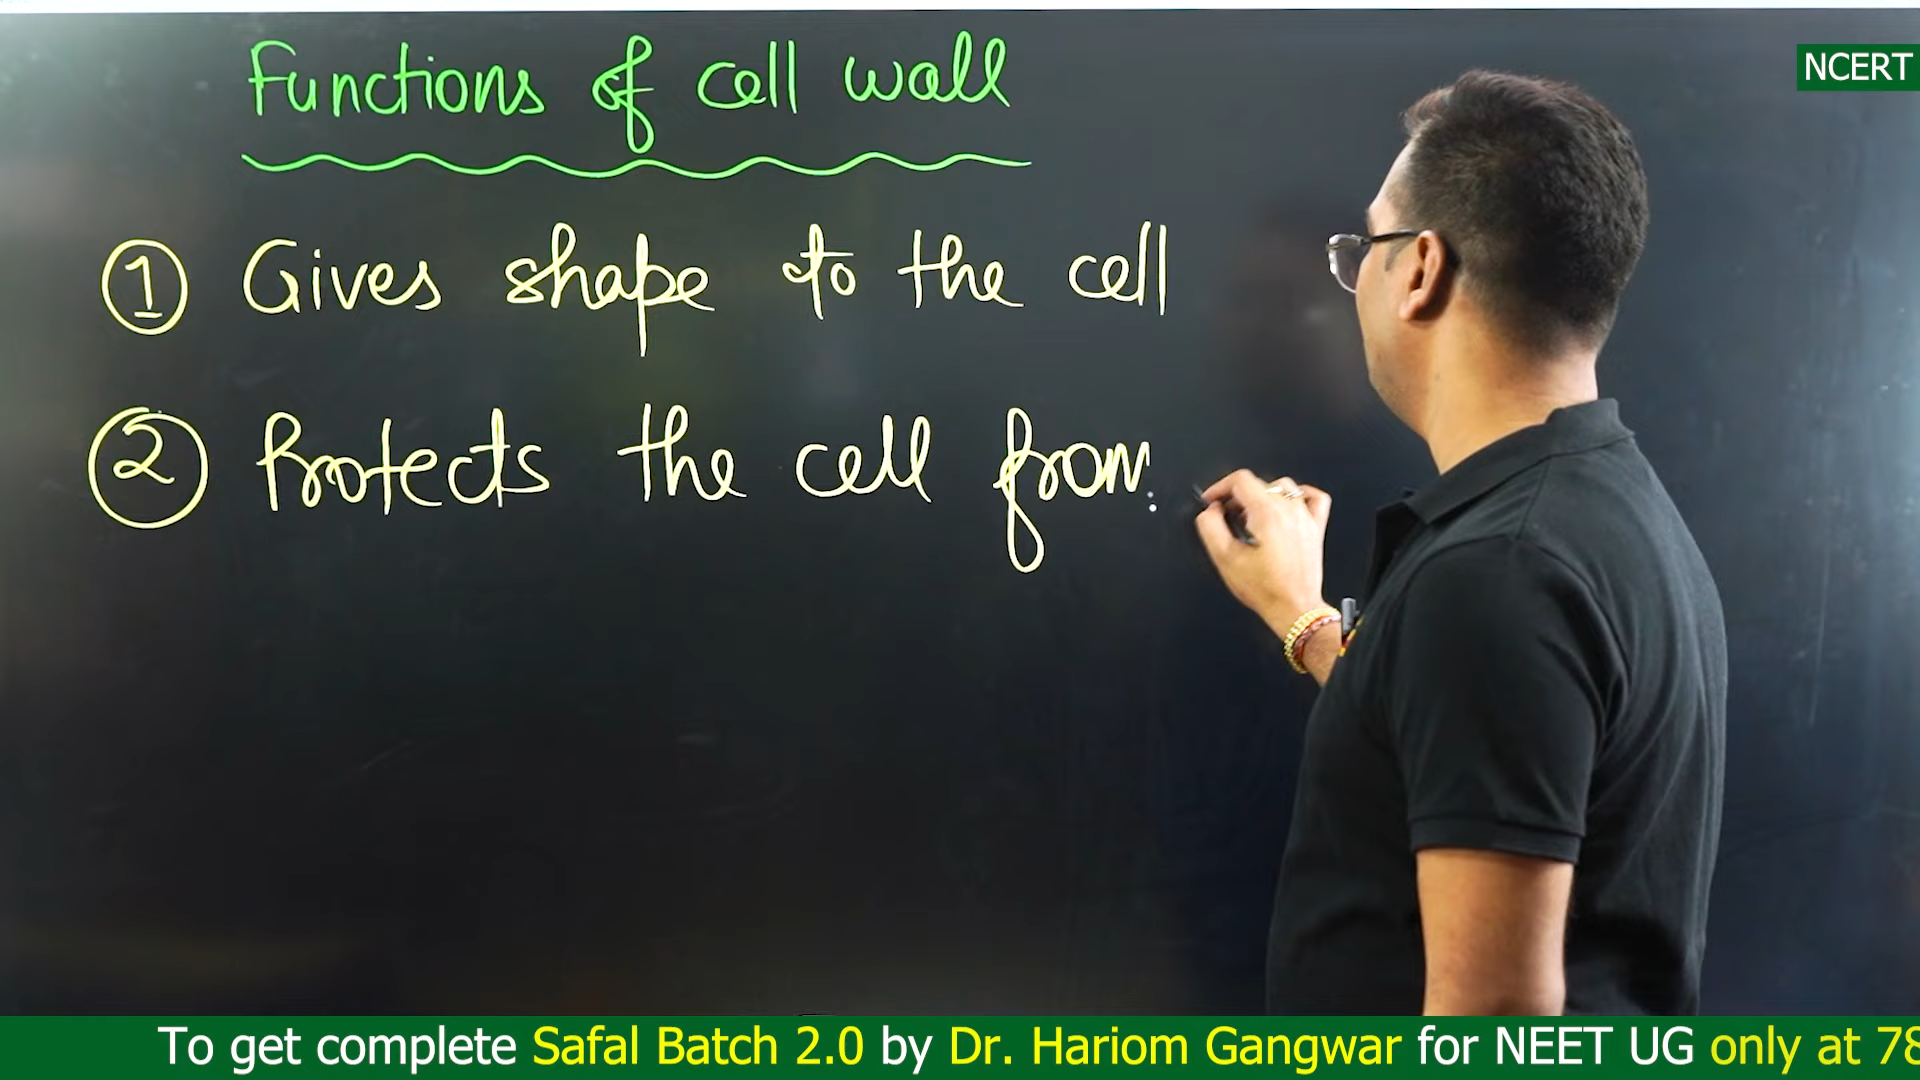 Functions of cell wall
NCERT
① Gives shape to the cell
② Protects the cell from
To get complete Safal Batch 2.0 by Dr. Hariom Gangwar for NEET UG only at 78